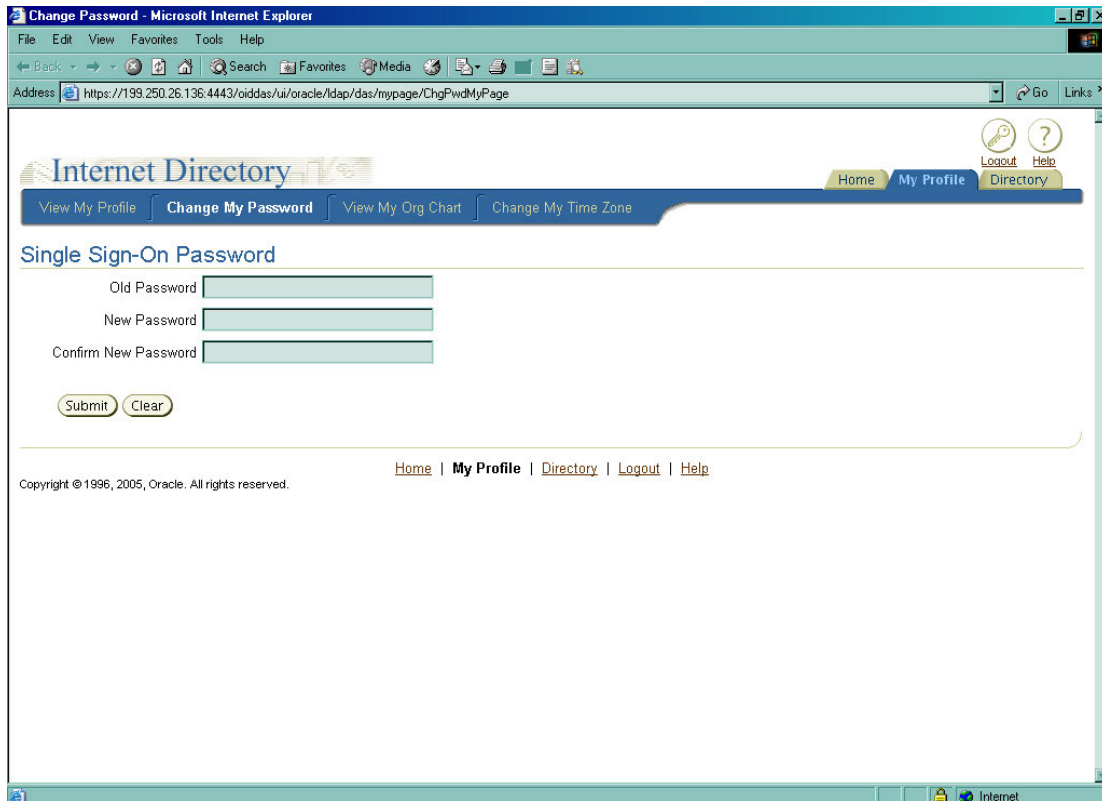 Change Password - Microsoft Internet Explorer
File Edit View Favorites Tools Help
Back Search Favorites Media
Address https://199.250.26.136:4443/oiddas/ui/oracle/ldap/das/mypage/ChgPwdMyPage Go Links »
Internet Directory
Logout Help
Home My Profile Directory
View My Profile Change My Password View My Org Chart Change My Time Zone
Single Sign-On Password
Old Password
New Password
Confirm New Password
Submit Clear
Home | My Profile | Directory | Logout | Help
Copyright © 1996, 2005, Oracle. All rights reserved.
Internet